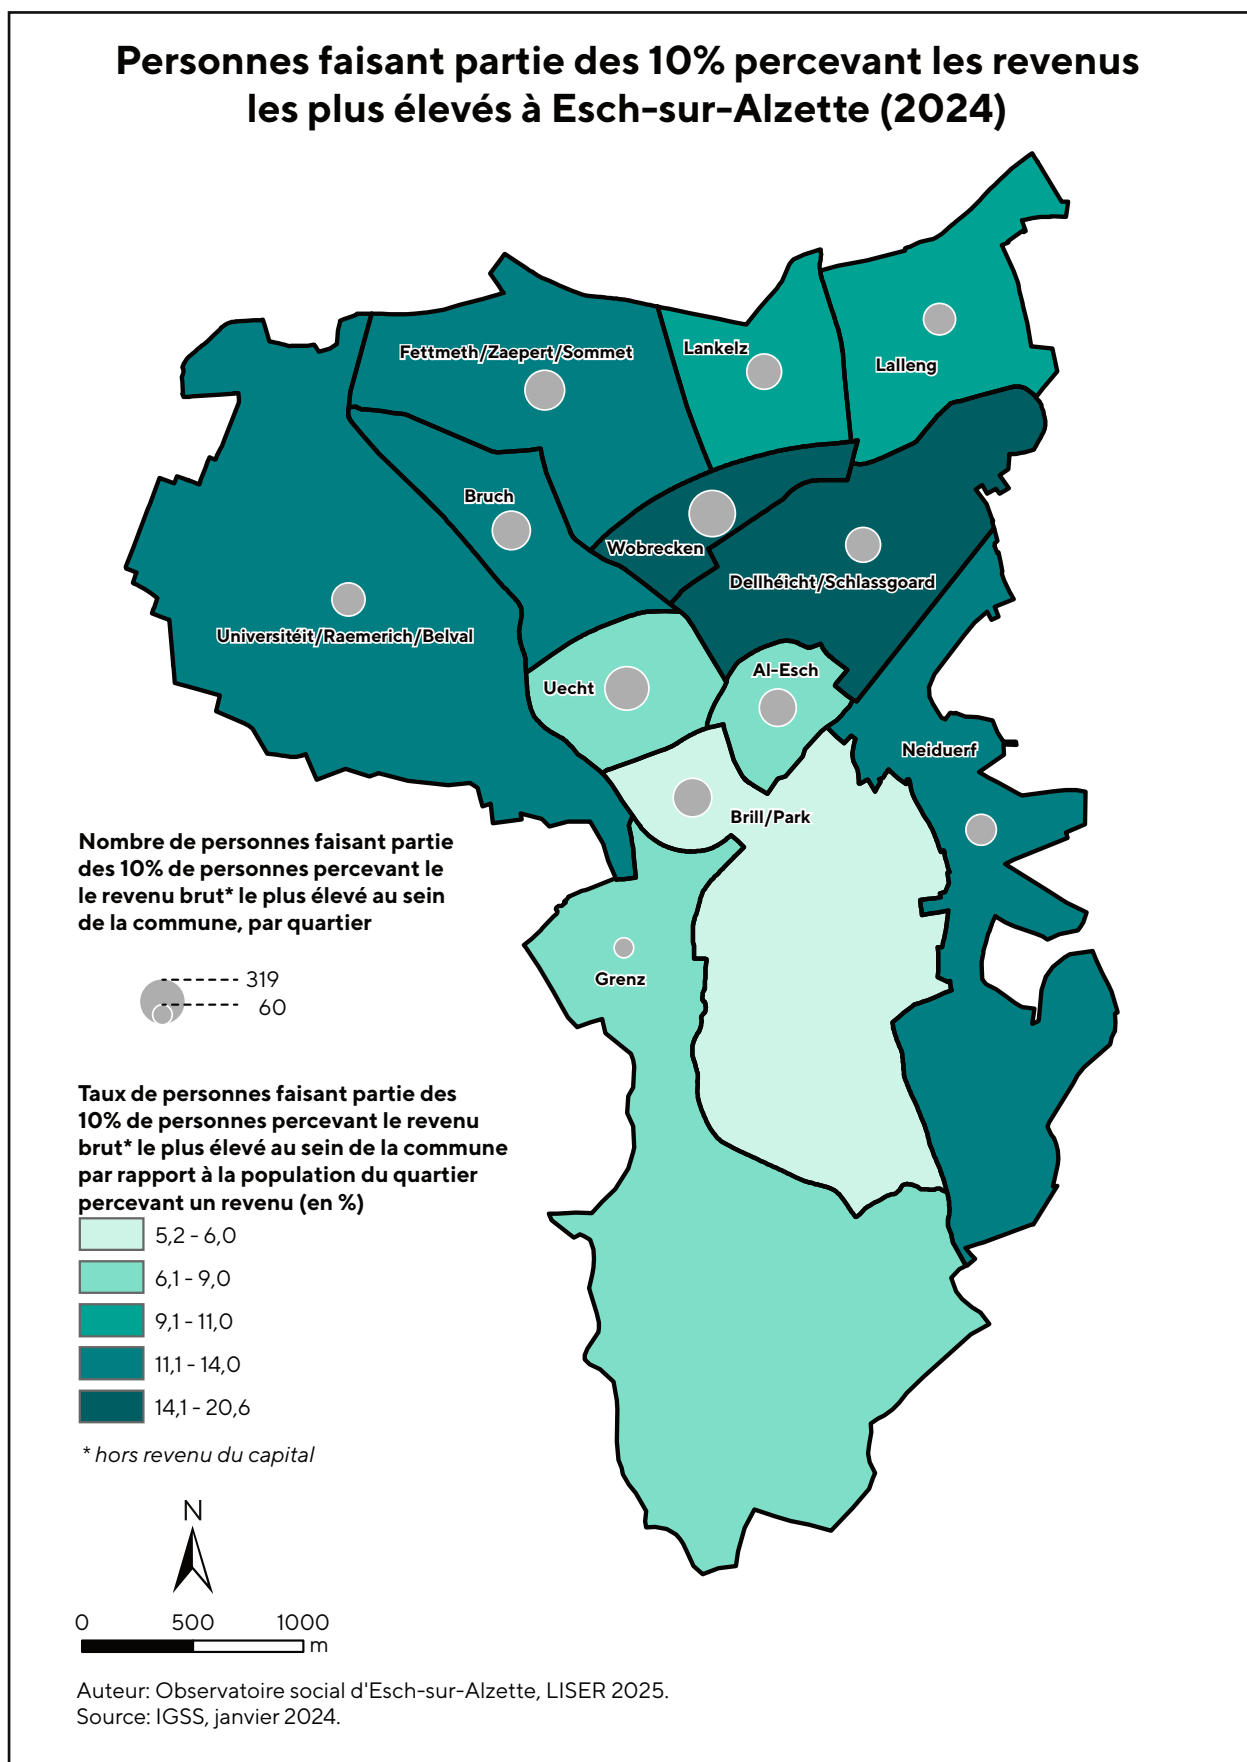 Personnes faisant partie des 10% percevant les revenus
les plus élevés à Esch-sur-Alzette (2024)
Fettmeth/Zaepert/Sommet
Lankelz
Lalleng
Bruch
Wobrecken
Dellhéicht/Schlassgoard
Universitéit/Raemerich/Belval
Uecht
Al-Esch
Neiduerf
Brill/Park
Grenz
Nombre de personnes faisant partie
des 10% de personnes percevant le
le revenu brut* le plus élevé au sein
de la commune, par quartier
319
60
Taux de personnes faisant partie des
10% de personnes percevant le revenu
brut* le plus élevé au sein de la commune
par rapport à la population du quartier
percevant un revenu (en %)
5,2 - 6,0
6,1 - 9,0
9,1 - 11,0
11,1 - 14,0
14,1 - 20,6
* hors revenu du capital
N
0 500 1000
m
Auteur: Observatoire social d'Esch-sur-Alzette, LISER 2025.
Source: IGSS, janvier 2024.